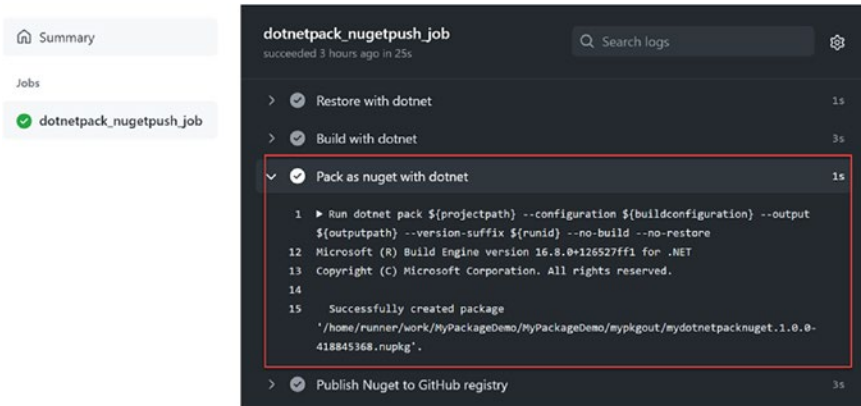 Summary
Jobs
dotnetpack_nugetpush_job
dotnetpack_nugetpush_job
succeeded 3 hours ago in 25s
Search logs
Restore with dotnet 1s
Build with dotnet 3s
Pack as nuget with dotnet 1s
1 ▶ Run dotnet pack ${projectpath} --configuration ${buildconfiguration} --output
${outputpath} --version-suffix ${runid} --no-build --no-restore
12 Microsoft (R) Build Engine version 16.8.0+126527ff1 for .NET
13 Copyright (C) Microsoft Corporation. All rights reserved.
14
15 Successfully created package
'/home/runner/work/MyPackageDemo/MyPackageDemo/mypkgout/mydotnetpacknuget.1.0.0-
418845368.nupkg'.
Publish Nuget to GitHub registry 3s